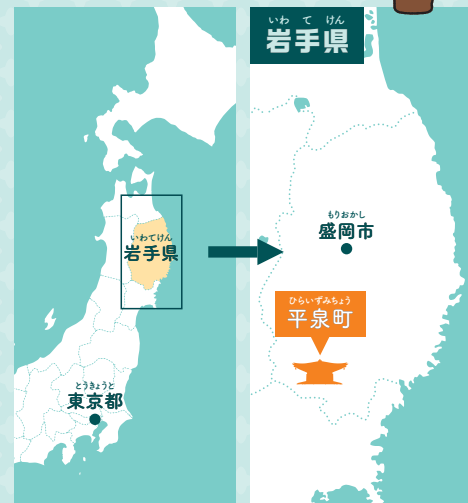 いわてけん
岩手県
とうきょうと
東京都
いわ て けん
岩手県
もりおかし
盛岡市
ひらいずみちょう
平泉町